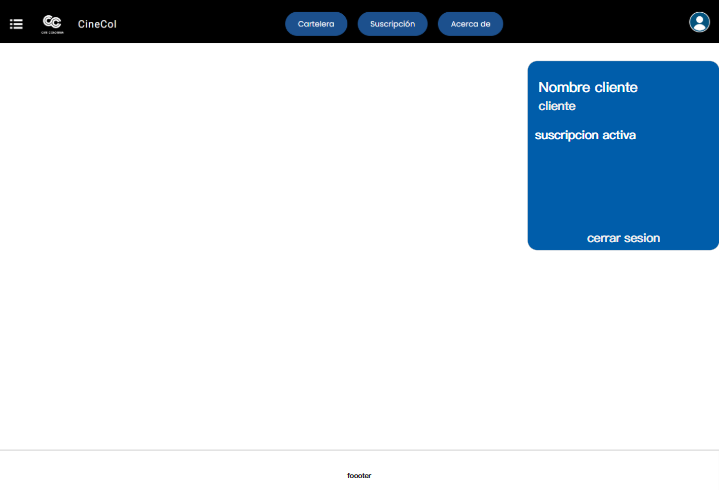 CineCol
Cartelera
Suscripción
Acerca de
Nombre cliente
cliente
suscripcion activa
cerrar sesion
foooter